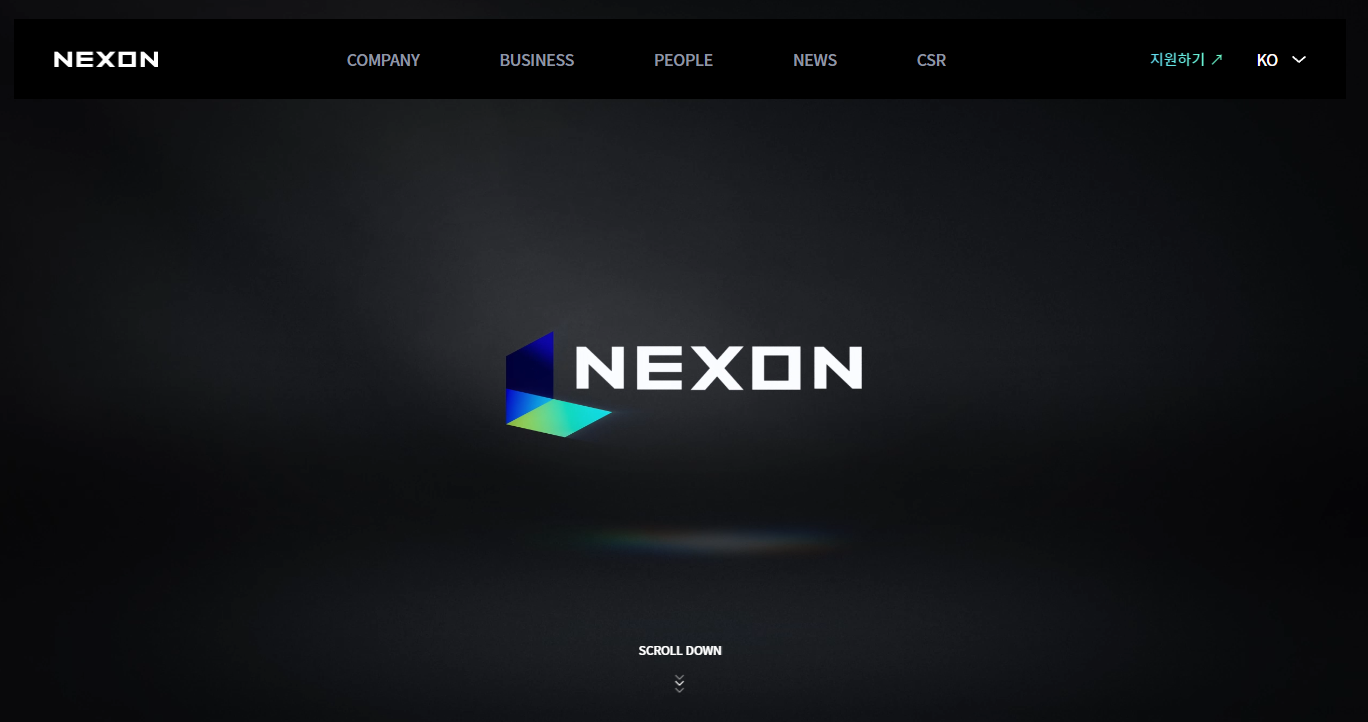 NEXON
COMPANY BUSINESS PEOPLE NEWS CSR
지원하기 ↗ KO
NEXON
SCROLL DOWN